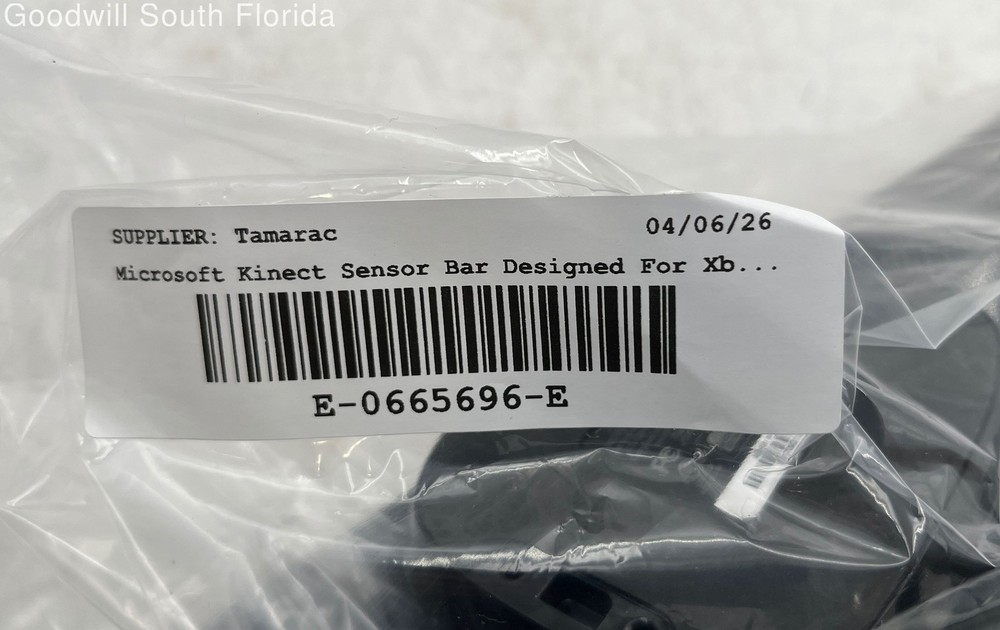 Goodwill South Florida
SUPPLIER: Tamarac
04/06/26
Microsoft Kinect Sensor Bar Designed For Xb...
E-0665696-E